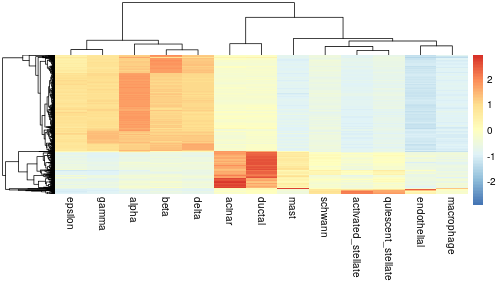 2
1
0
-1
-2
epsilon
gamma
alpha
beta
delta
acinar
ductal
mast
schwann
activated_stellate
quiescent_stellate
endothelial
macrophage